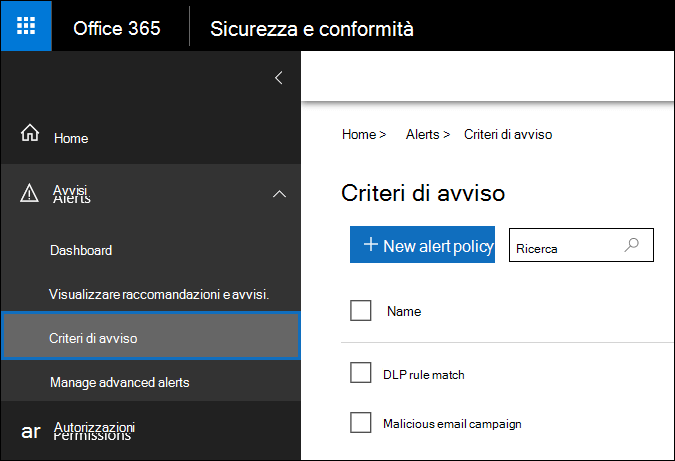 Office 365
Sicurezza e conformità
Home
Avvisi
Alerts
Dashboard
Visualizzare raccomandazioni e avvisi.
Criteri di avviso
Manage advanced alerts
ar
Autorizzazioni
Permissions
Home > Alerts > Criteri di avviso
Criteri di avviso
+ New alert policy
Ricerca
Name
DLP rule match
Malicious email campaign